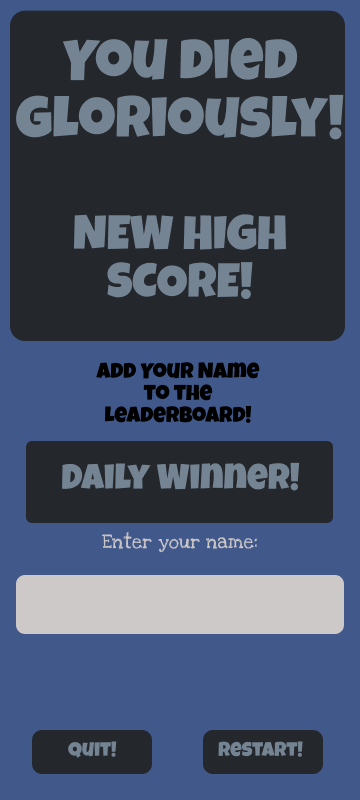 You Died
GLORIOUSLY!
NEW HIGH
SCORE!
ADD YOUR NAME
TO THE
LEADERBOARD!
DAILY WINNER!
Enter your name:
QUIT!
RESTART!